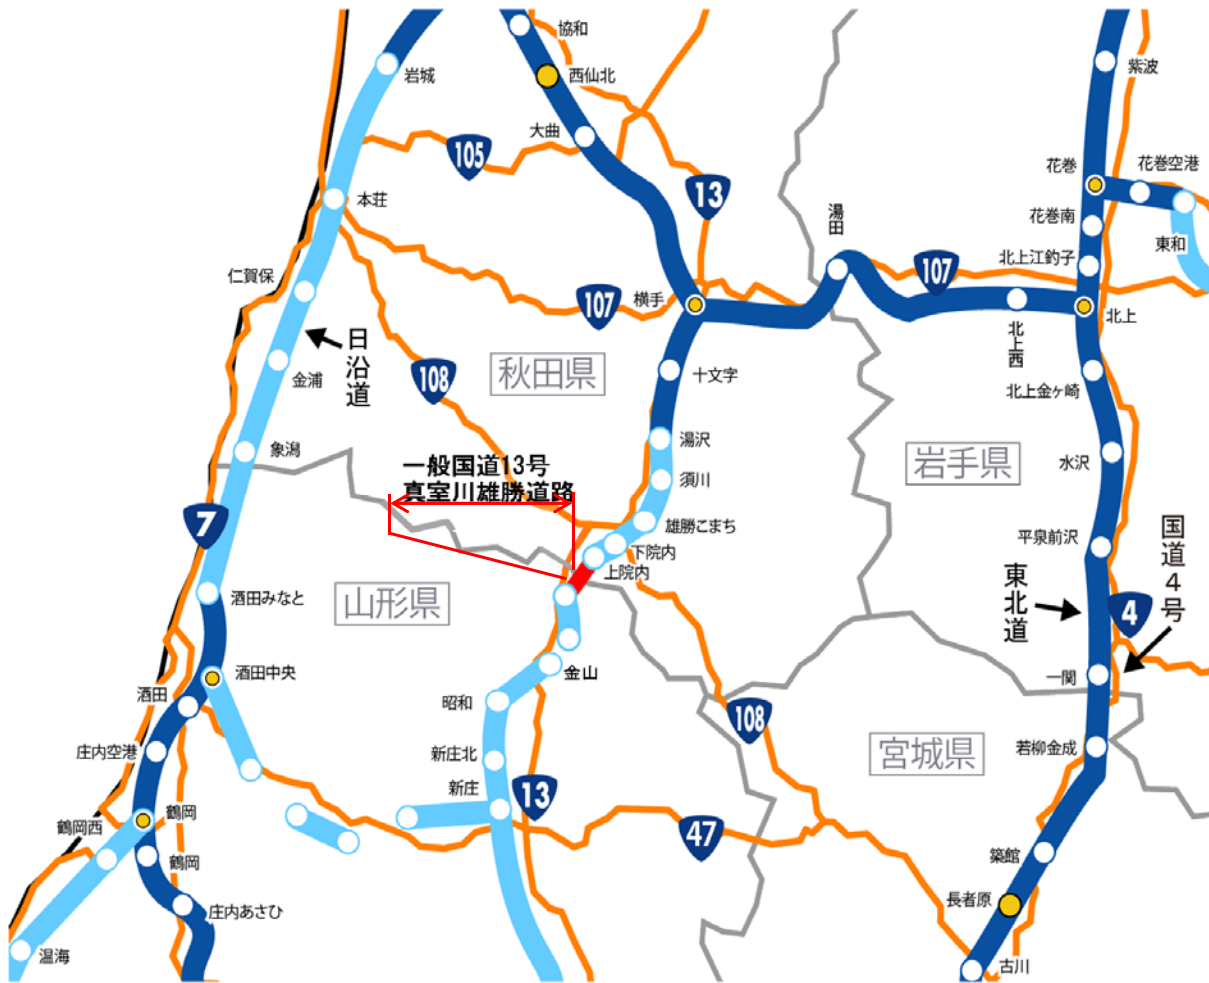 協和
岩城
西仙北
紫波
大曲
105
花巻
花巻空港
13
本荘
湯田
花巻南
東和
北上江釣子
仁賀保
107
107
横手
北上
日沿道
北上西
108
秋田県
金浦
十文字
北上金ヶ崎
象潟
湯沢
岩手県
水沢
一般国道13号
真室川雄勝道路
須川
7
雄勝こまち
国道4号
平泉前沢
下院内
上院内
東北道
山形県
酒田みなと
4
酒田中央
金山
一関
酒田
昭和
108
庄内空港
新庄北
宮城県
若柳金成
新庄
13
鶴岡
鶴岡西
47
鶴岡
築館
長者原
庄内あさひ
温海
古川